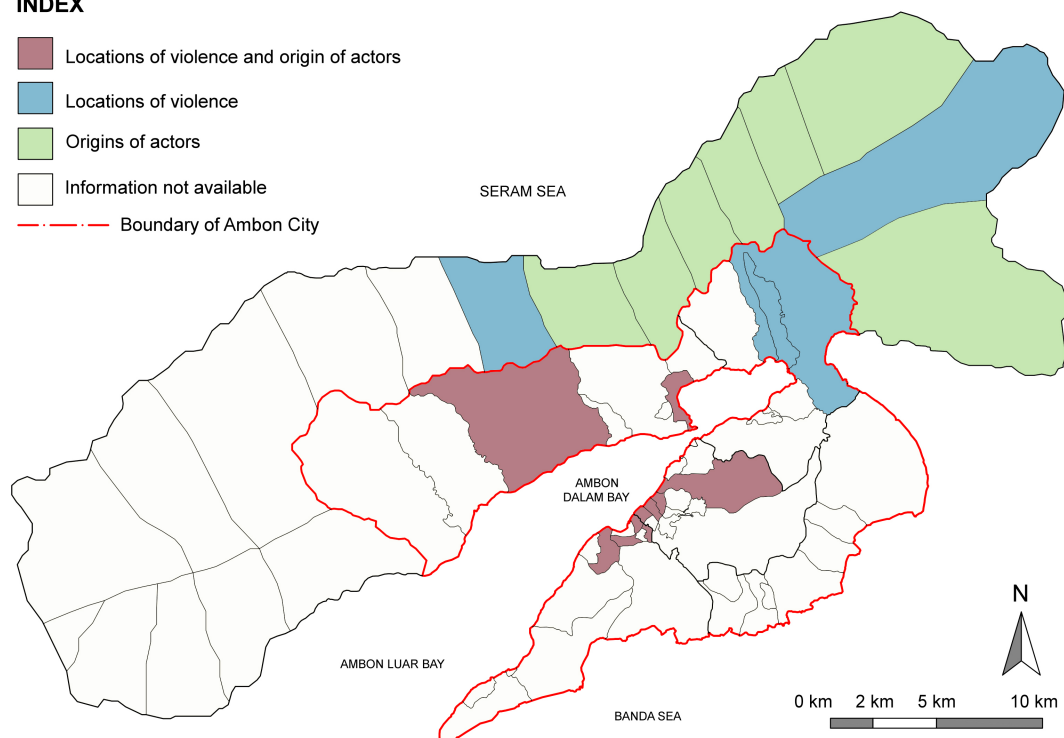 INDEX
Locations of violence and origin of actors
Locations of violence
Origins of actors
Information not available
Boundary of Ambon City
SERAM SEA
AMBON
DALAM BAY
AMBON LUAR BAY
BANDA SEA
N
0 km 2 km 5 km 10 km